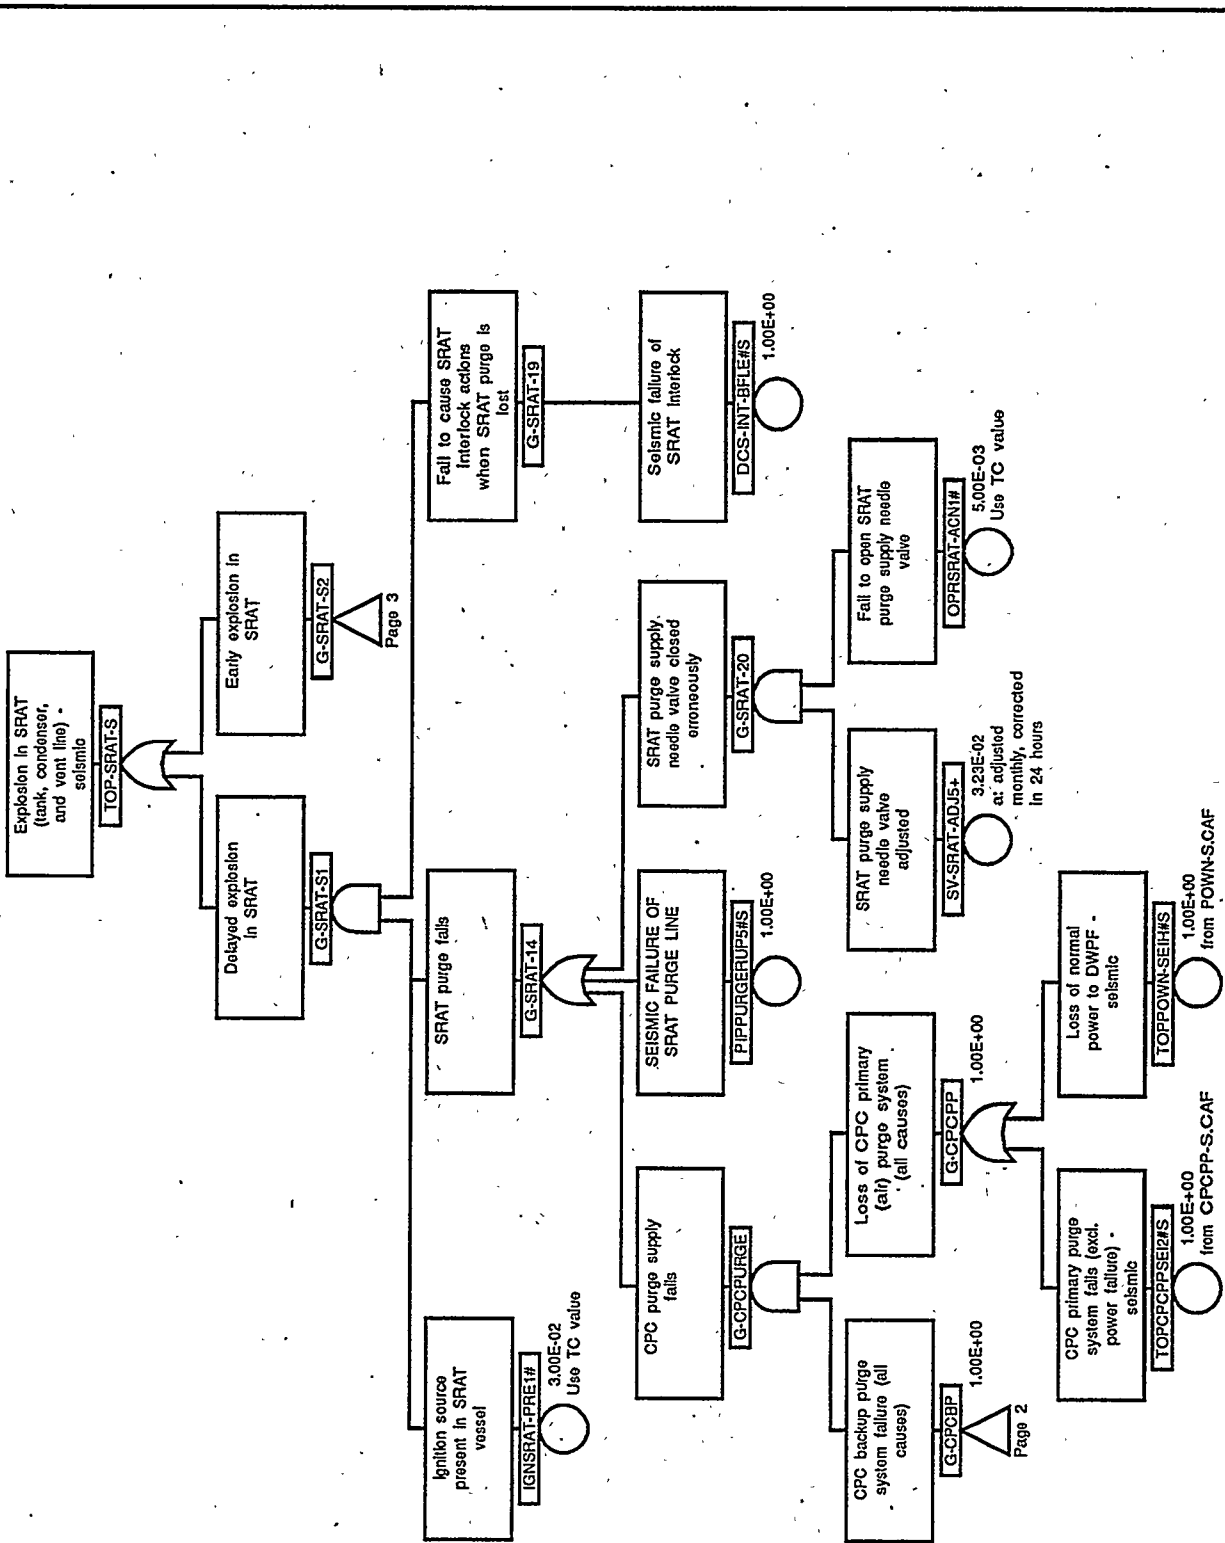 Explosion in SRAT
(tank, condenser,
and vent line) -
seismic
TOP-SRAT-S
Delayed explosion
in SRAT
G-SRAT-S1
Early explosion in
SRAT
G-SRAT-S2
Page 3
Ignition source
present in SRAT
vessel
IGNSRAT-PRE1#
3.00E-02
Use TC value
SRAT purge fails
G-SRAT-14
Fail to cause SRAT
interlock actions
when SRAT purge is
lost
G-SRAT-19
CPC purge supply
fails
G-CPCPURGE
SEISMIC FAILURE OF
SRAT PURGE LINE
PIPPURGERUP5#S
1.00E+00
SRAT purge supply
needle valve closed
erroneously
G-SRAT-20
Seismic failure of
SRAT interlock
DCS-INT-BFLE#S
1.00E+00
CPC backup purge
system failure (all
causes)
G-CPCBP
1.00E+00
Page 2
Loss of CPC primary
(air) purge system
(all causes)
G-CPCPP
1.00E+00
SRAT purge supply
needle valve
adjusted
SV-SRAT-ADJ5+
3.23E-02
a: adjusted
monthly, corrected
in 24 hours
Fail to open SRAT
purge supply needle
valve
OPRSRAT-ACN1#
5.00E-03
Use TC value
CPC primary purge
system fails (excl.
power failure) -
seismic
TOPCPCPPSEI2#S
1.00E+00
from CPCPP-S.CAF
Loss of normal
power to DWPF -
seismic
TOPPOWN-SEIH#S
1.00E+00
from POWN-S.CAF